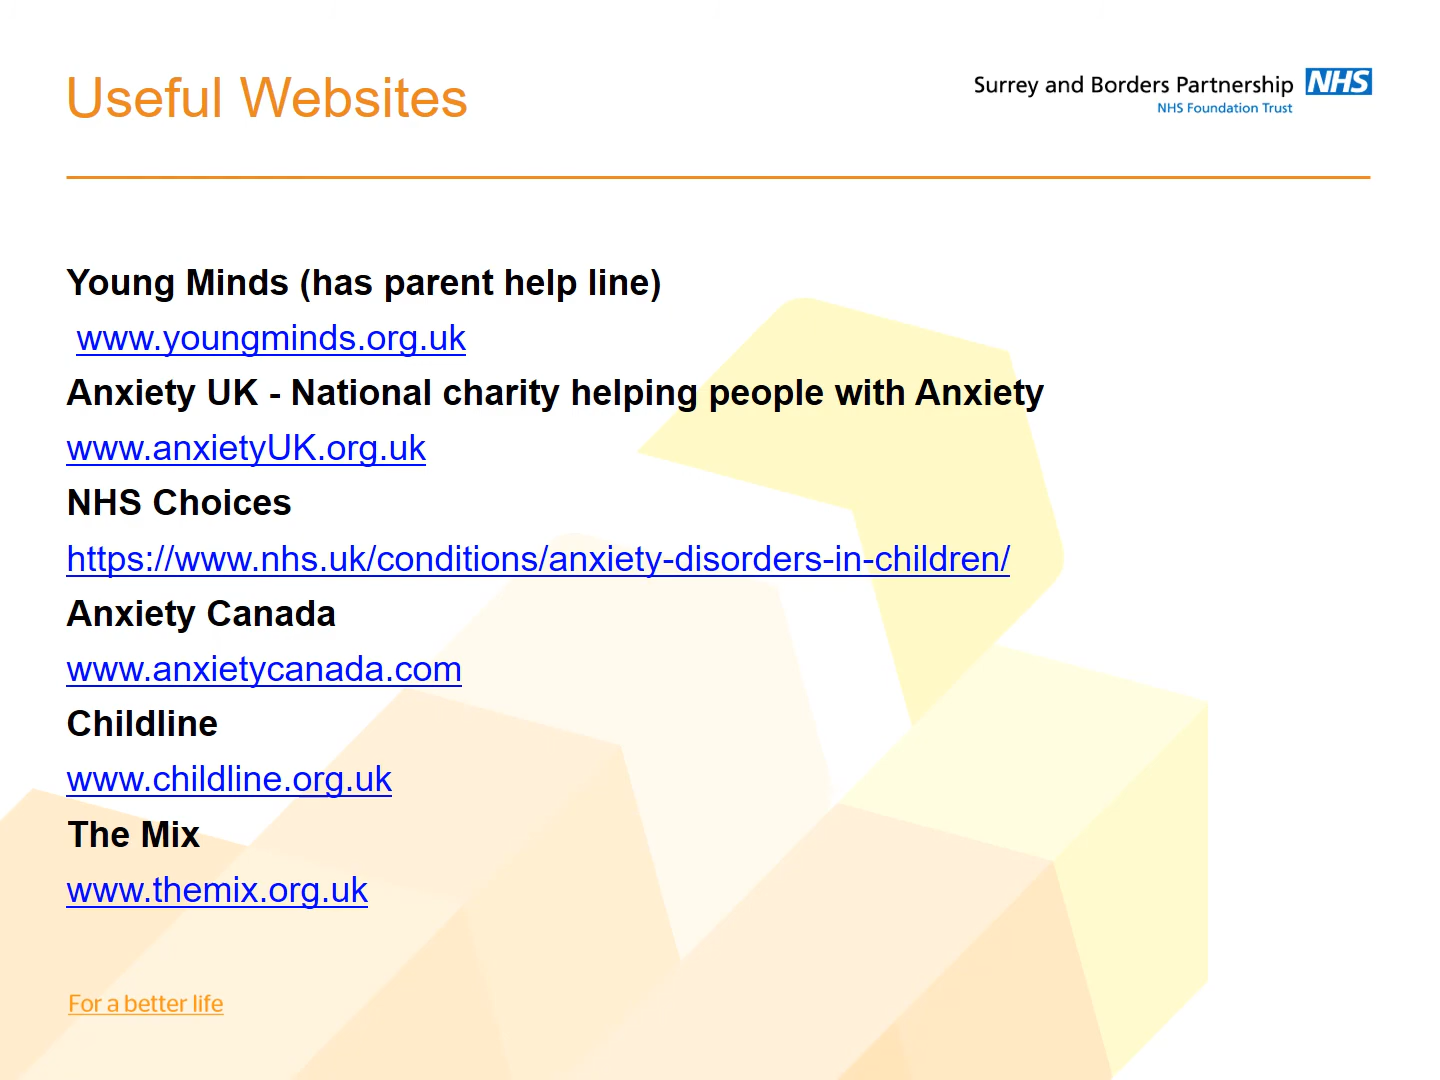 Useful Websites
Surrey and Borders Partnership NHS
NHS Foundation Trust
Young Minds (has parent help line)
www.youngminds.org.uk
Anxiety UK - National charity helping people with Anxiety
www.anxietyUK.org.uk
NHS Choices
https://www.nhs.uk/conditions/anxiety-disorders-in-children/
Anxiety Canada
www.anxietycanada.com
Childline
www.childline.org.uk
The Mix
www.themix.org.uk
For a better life